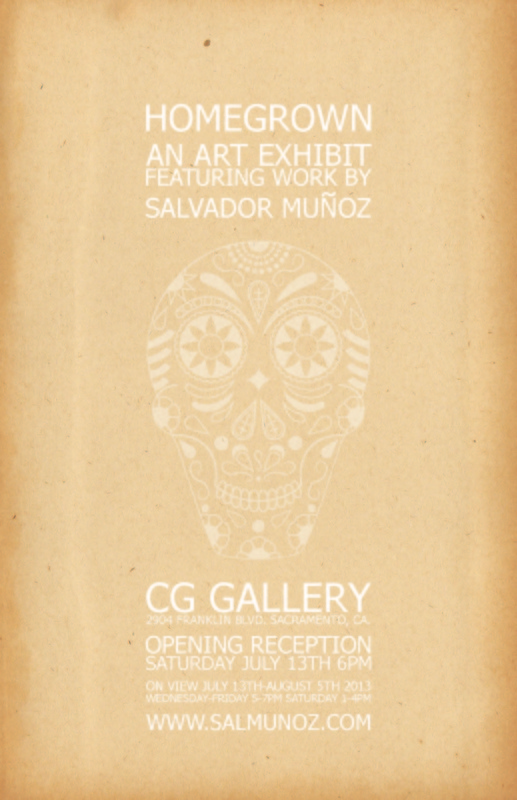 HOMEGROWN
AN ART EXHIBIT
FEATURING WORK BY
SALVADOR MUÑOZ
CG GALLERY
2904 FRANKLIN BLVD. SACRAMENTO, CA.
OPENING RECEPTION
SATURDAY JULY 13TH 6PM
ON VIEW JULY 13TH-AUGUST 5TH 2013
WEDNESDAY-FRIDAY 5-7PM SATURDAY 1-4PM
WWW.SALMUNOZ.COM